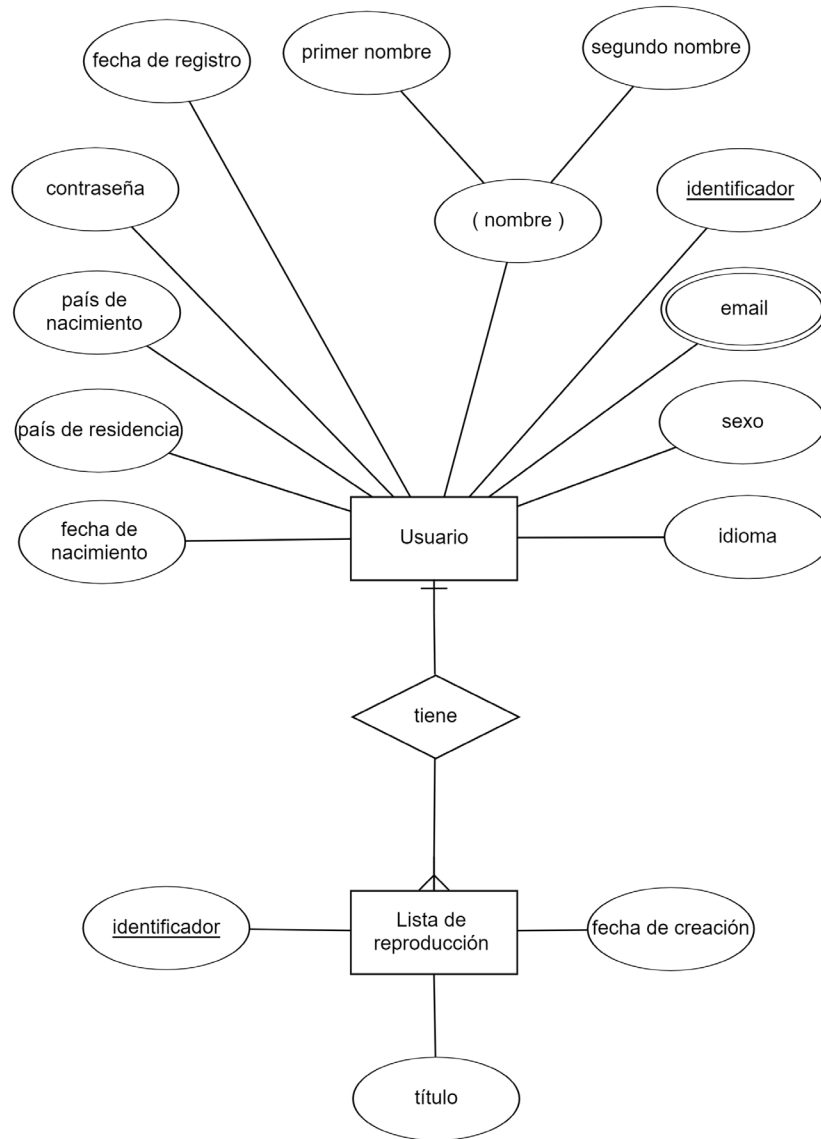 fecha de registro
primer nombre
segundo nombre
contraseña
( nombre )
identificador
país de
nacimiento
email
país de residencia
sexo
fecha de
nacimiento
Usuario
idioma
tiene
identificador
Lista de
reproducción
fecha de creación
título